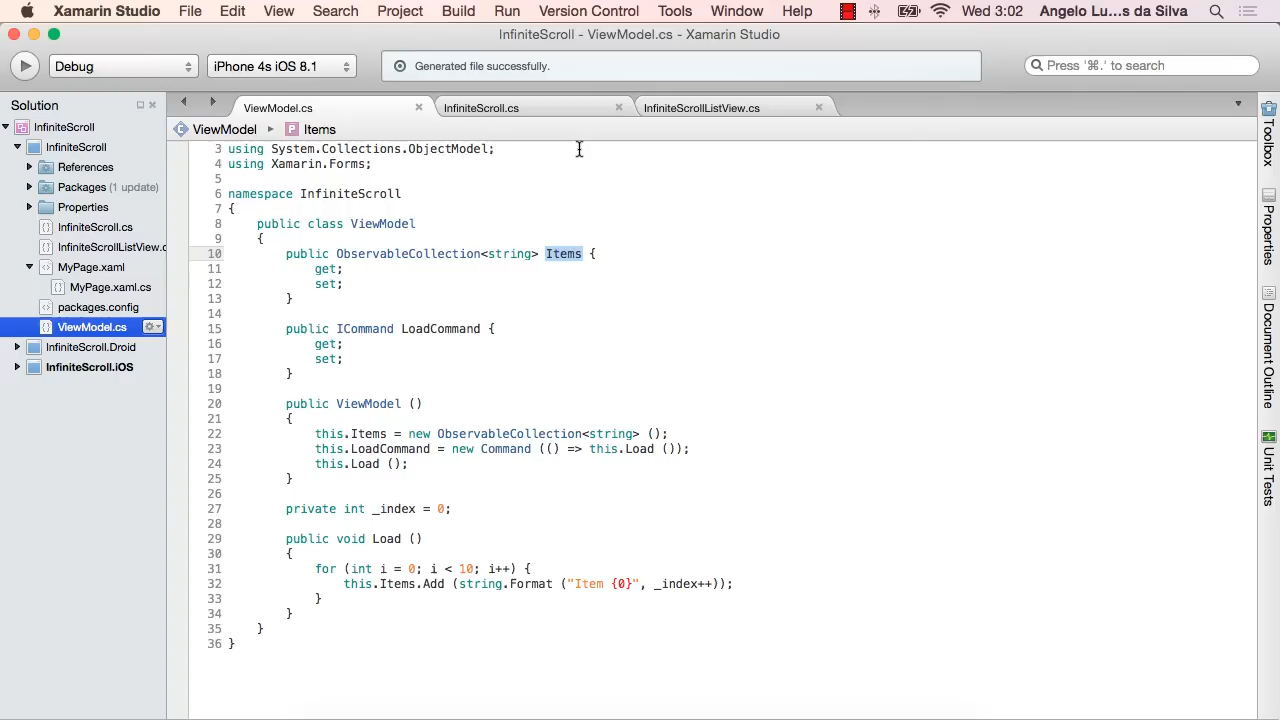 Xamarin Studio File Edit View Search Project Build Run Version Control Tools Window Help Wed 3:02 Angelo Lu...s da Silva
InfiniteScroll - ViewModel.cs - Xamarin Studio
Debug iPhone 4s iOS 8.1 Generated file successfully. Press '⌘.' to search
Solution
InfiniteScroll
InfiniteScroll
References
Packages (1 update)
Properties
InfiniteScroll.cs
InfiniteScrollListView.c
MyPage.xaml
MyPage.xaml.cs
packages.config
ViewModel.cs
InfiniteScroll.Droid
InfiniteScroll.iOS
ViewModel.cs InfiniteScroll.cs InfiniteScrollListView.cs
ViewModel Items
3 using System.Collections.ObjectModel;
4 using Xamarin.Forms;
5
6 namespace InfiniteScroll
7 {
8 public class ViewModel
9 {
10 public ObservableCollection<string> Items {
11 get;
12 set;
13 }
14
15 public ICommand LoadCommand {
16 get;
17 set;
18 }
19
20 public ViewModel ()
21 {
22 this.Items = new ObservableCollection<string> ();
23 this.LoadCommand = new Command (() => this.Load ());
24 this.Load ();
25 }
26
27 private int _index = 0;
28
29 public void Load ()
30 {
31 for (int i = 0; i < 10; i++) {
32 this.Items.Add (string.Format ("Item {0}", _index++));
33 }
34 }
35 }
36 }
Toolbox
Properties
Document Outline
Unit Tests